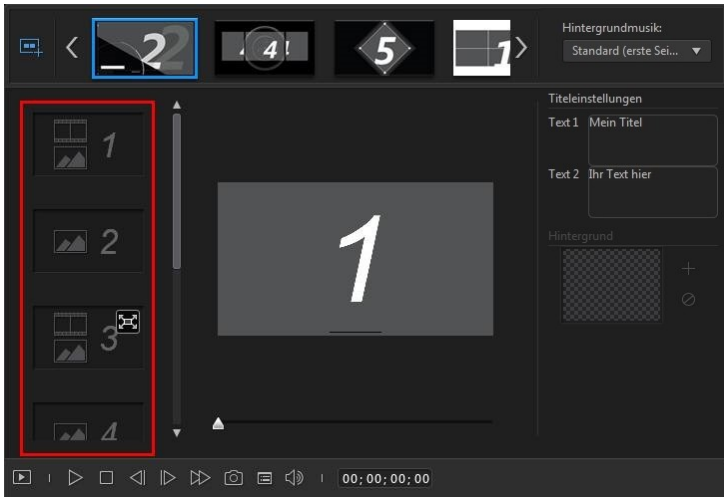 2
4
5
1
Hintergrundmusik:
Standard (erste Sei...
Titeleinstellungen
Text 1 Mein Titel
Text 2 Ihr Text hier
Hintergrund
1
2
3
4
1
00; 00; 00; 00